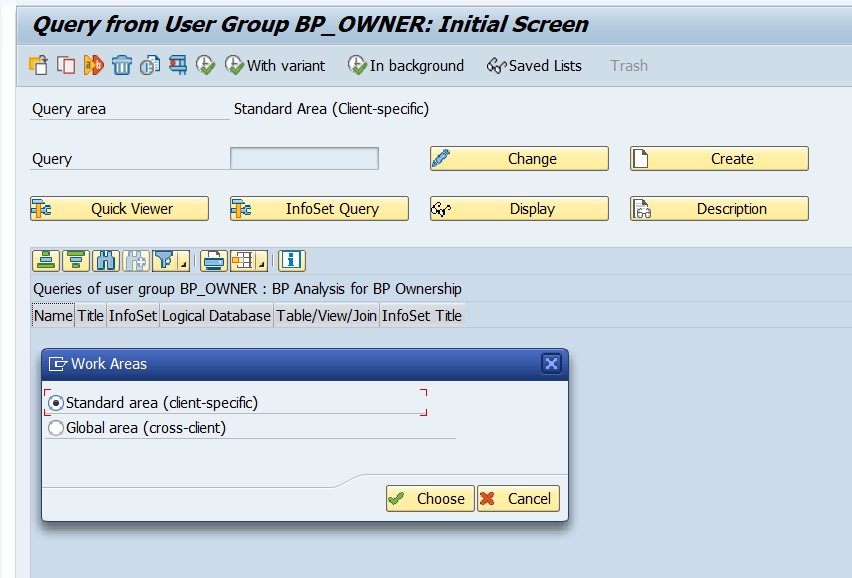 Query from User Group BP_OWNER: Initial Screen
With variant In background Saved Lists Trash
Query area Standard Area (Client-specific)
Query Change Create
Quick Viewer InfoSet Query Display Description
Queries of user group BP_OWNER : BP Analysis for BP Ownership
Name Title InfoSet Logical Database Table/View/Join InfoSet Title
Work Areas
Standard area (client-specific)
Global area (cross-client)
Choose Cancel